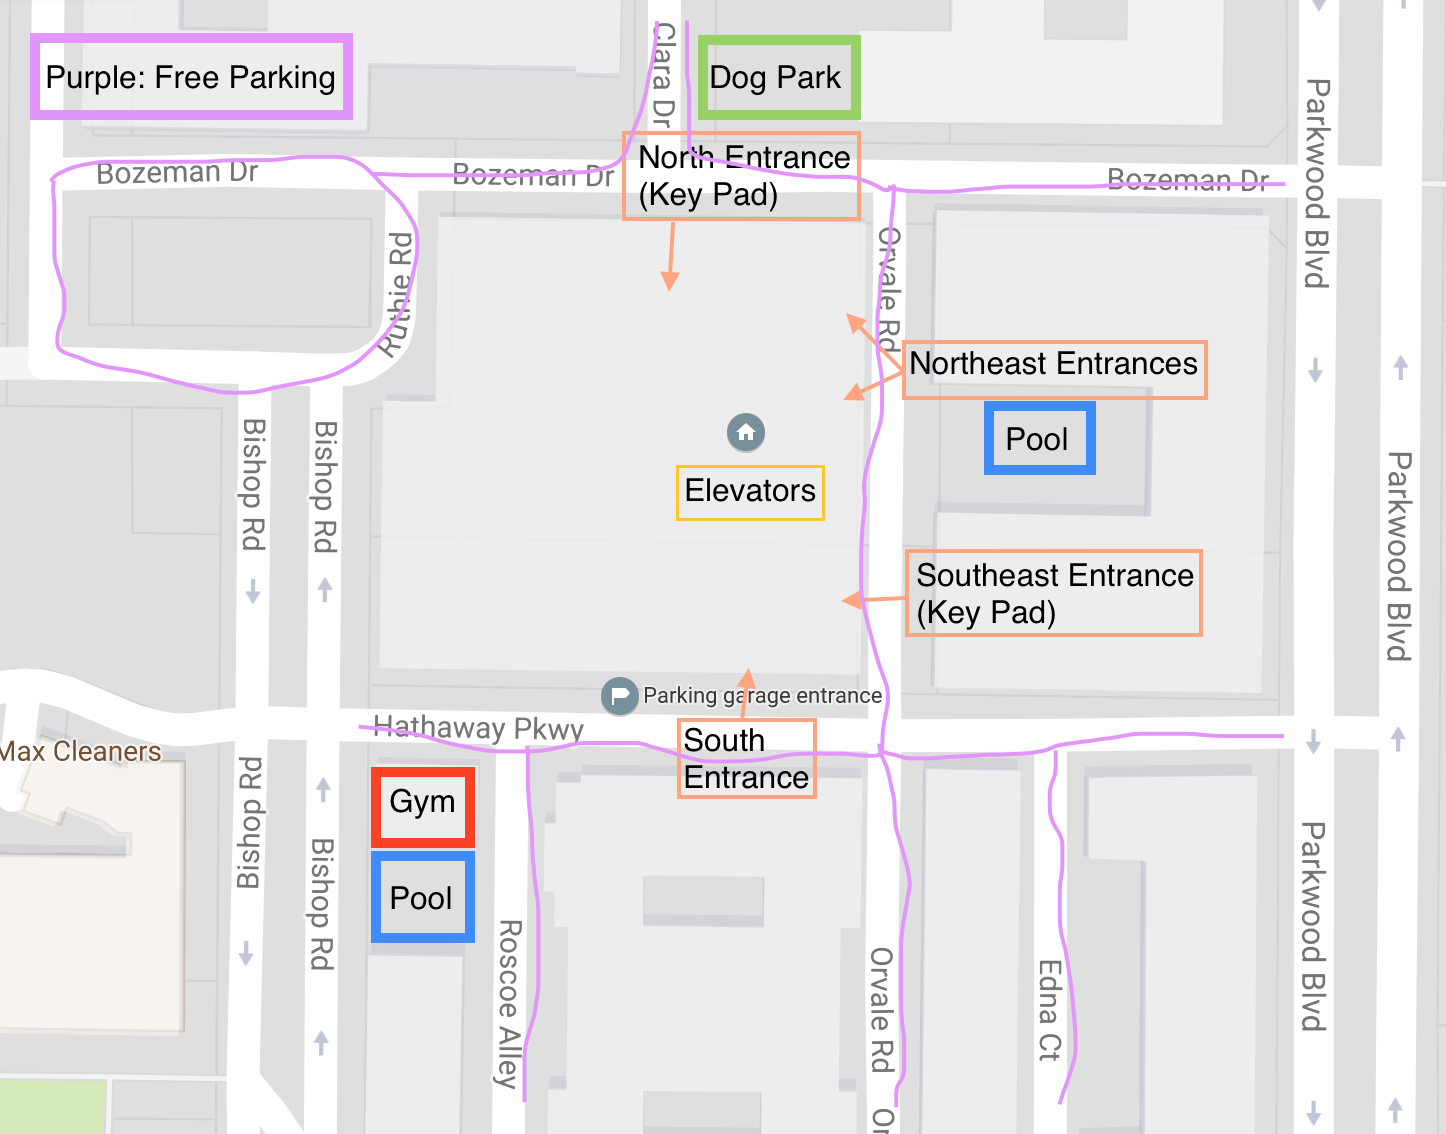 Purple: Free Parking
Clara Dr
Dog Park
Parkwood Blvd
Bozeman Dr
Bozeman Dr
North Entrance
(Key Pad)
Bozeman Dr
Ruthie Rd
Orvale Rd
Northeast Entrances
Pool
Bishop Rd
Bishop Rd
Elevators
Parkwood Blvd
Southeast Entrance
(Key Pad)
Parking garage entrance
Hathaway Pkwy
South
Entrance
Max Cleaners
Bishop Rd
Gym
Pool
Bishop Rd
Roscoe Alley
Orvale Rd
Edna Ct
Parkwood Blvd
Or